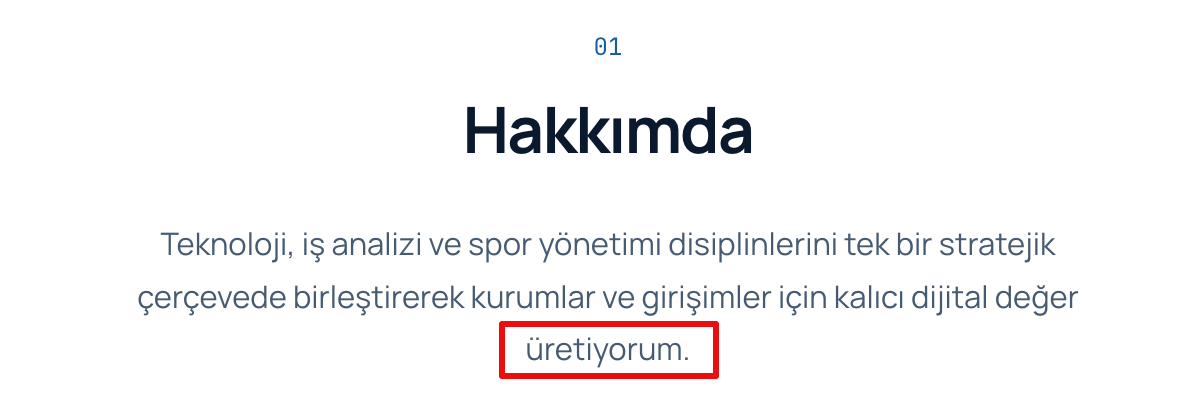 01
Hakkımda
Teknoloji, iş analizi ve spor yönetimi disiplinlerini tek bir stratejik
çerçevede birleştirerek kurumlar ve girişimler için kalıcı dijital değer
üretiyorum.